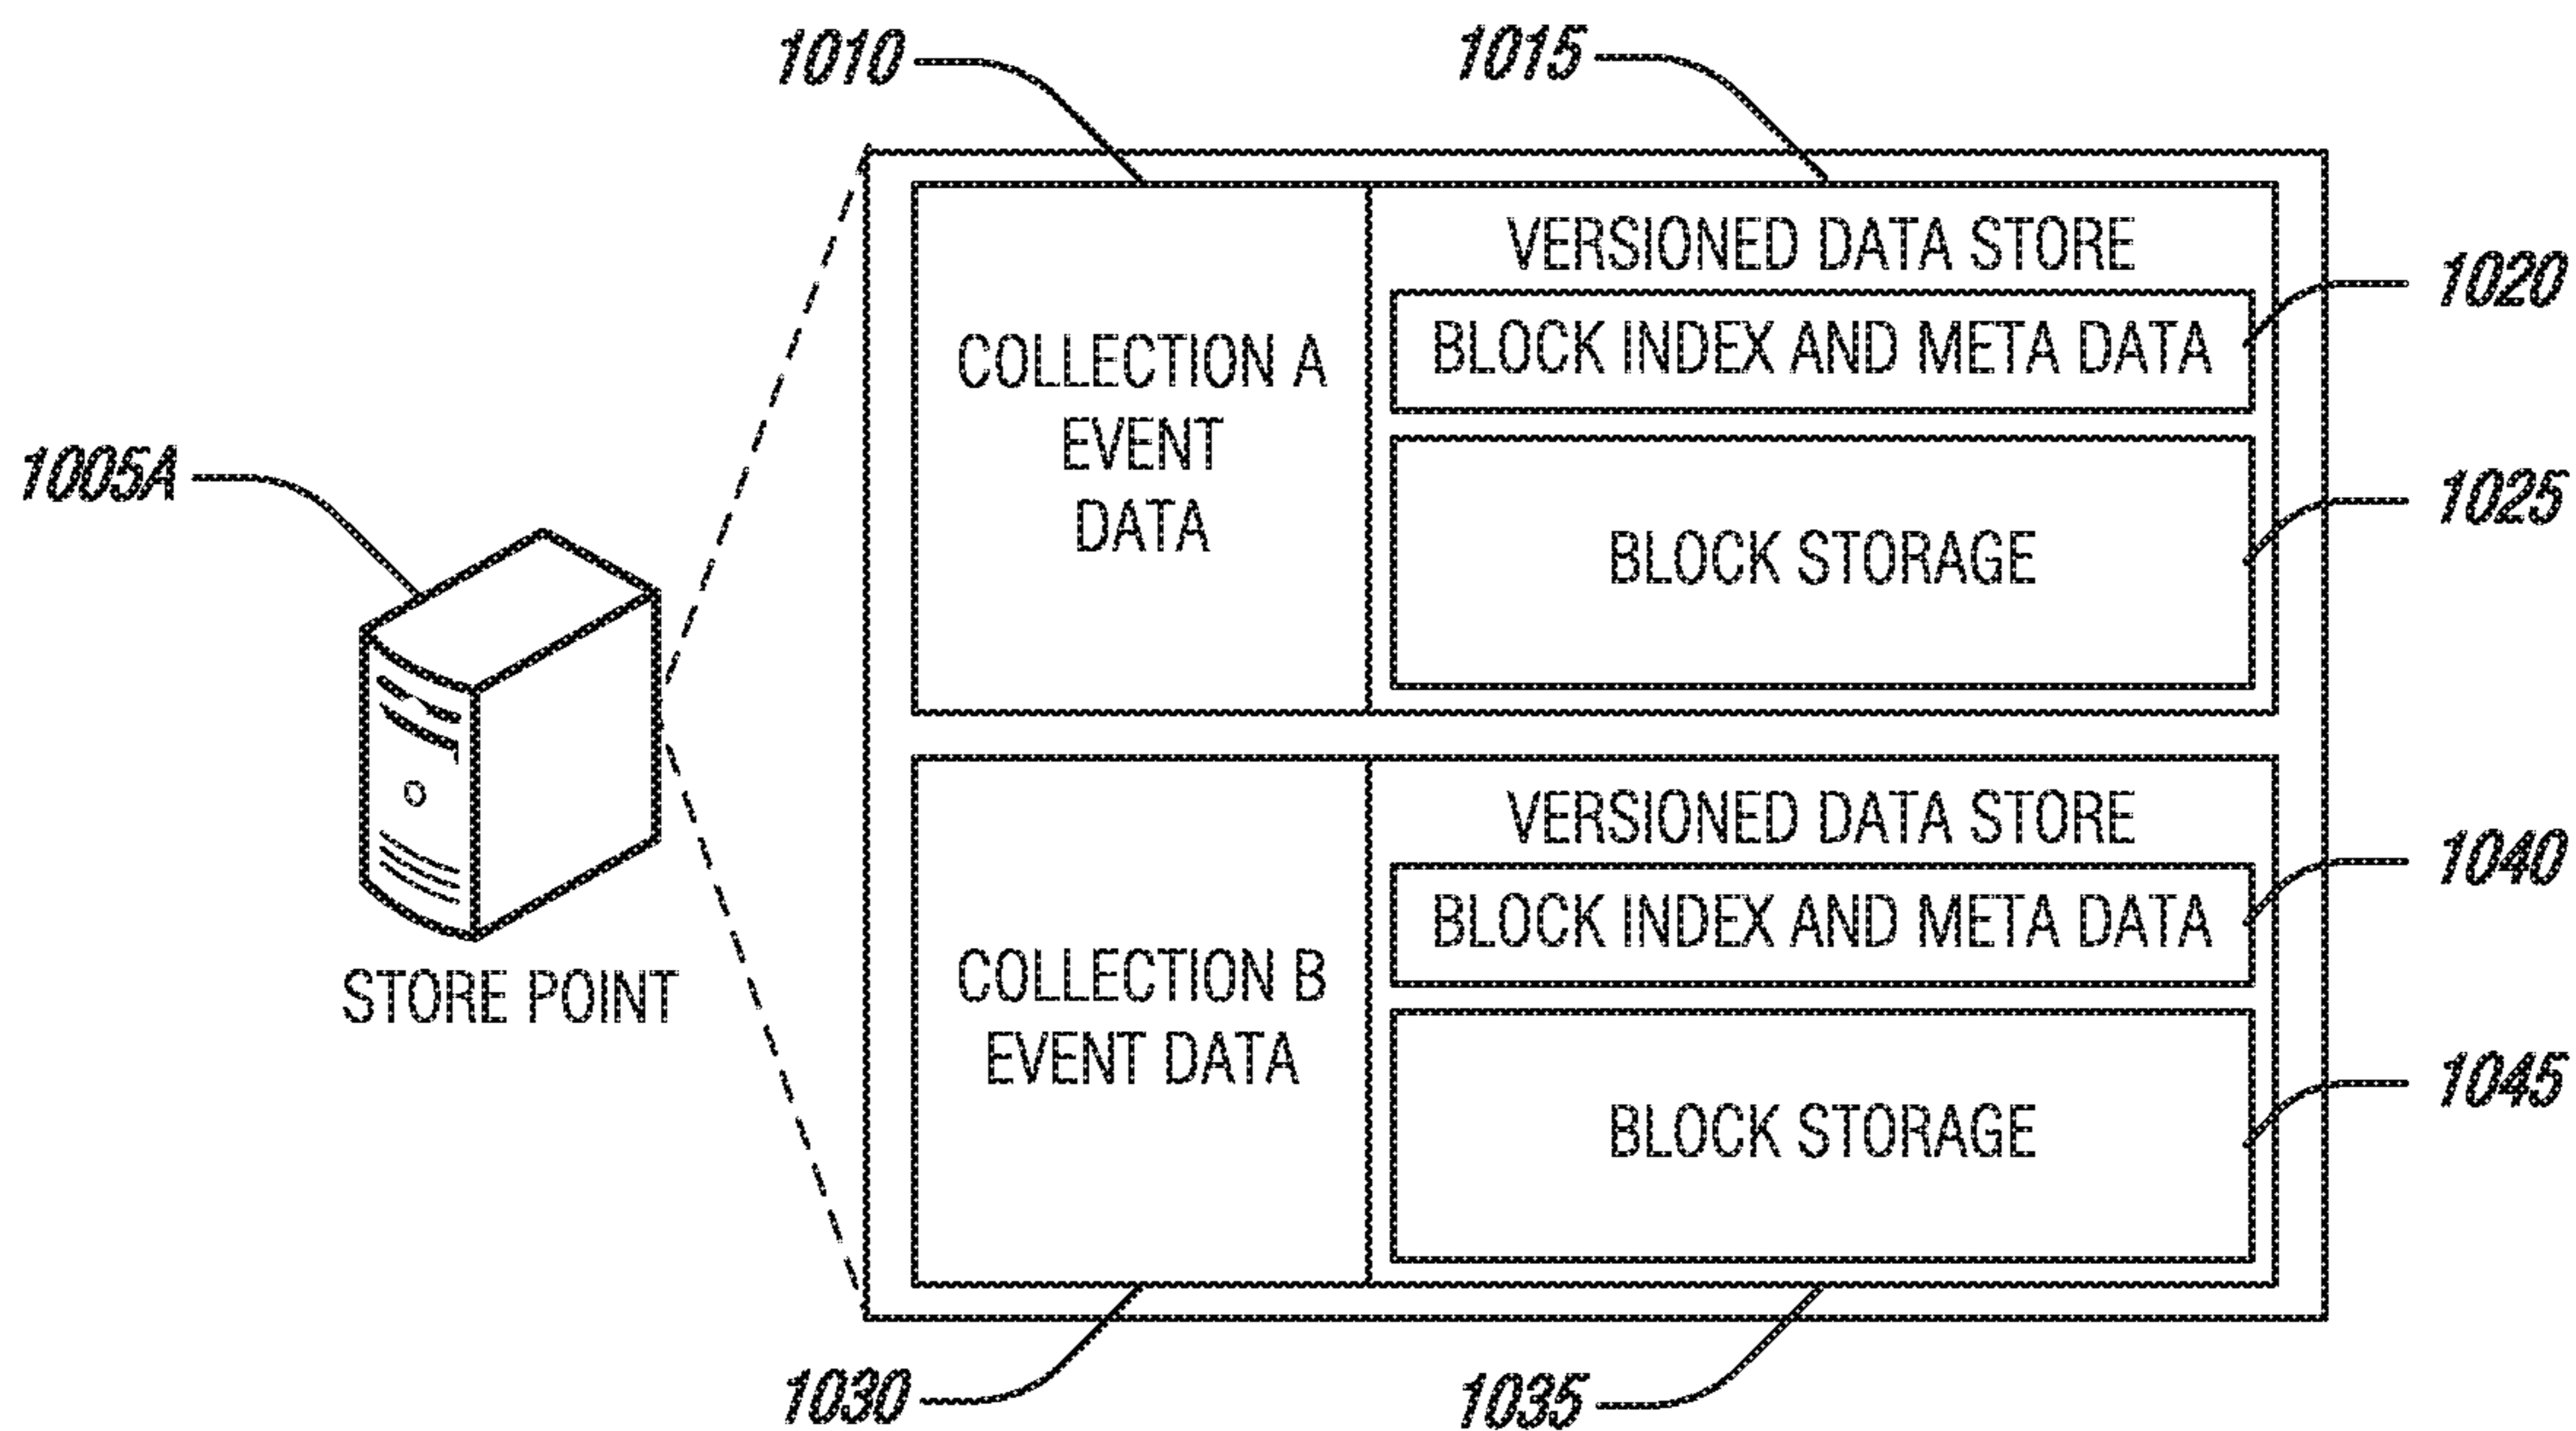 1010
1015
VERSIONED DATA STORE
1020
BLOCK INDEX AND META DATA
COLLECTION A
EVENT
DATA
1025
BLOCK STORAGE
1005A
STORE POINT
VERSIONED DATA STORE
1040
BLOCK INDEX AND META DATA
COLLECTION B
EVENT DATA
1045
BLOCK STORAGE
1030
1035